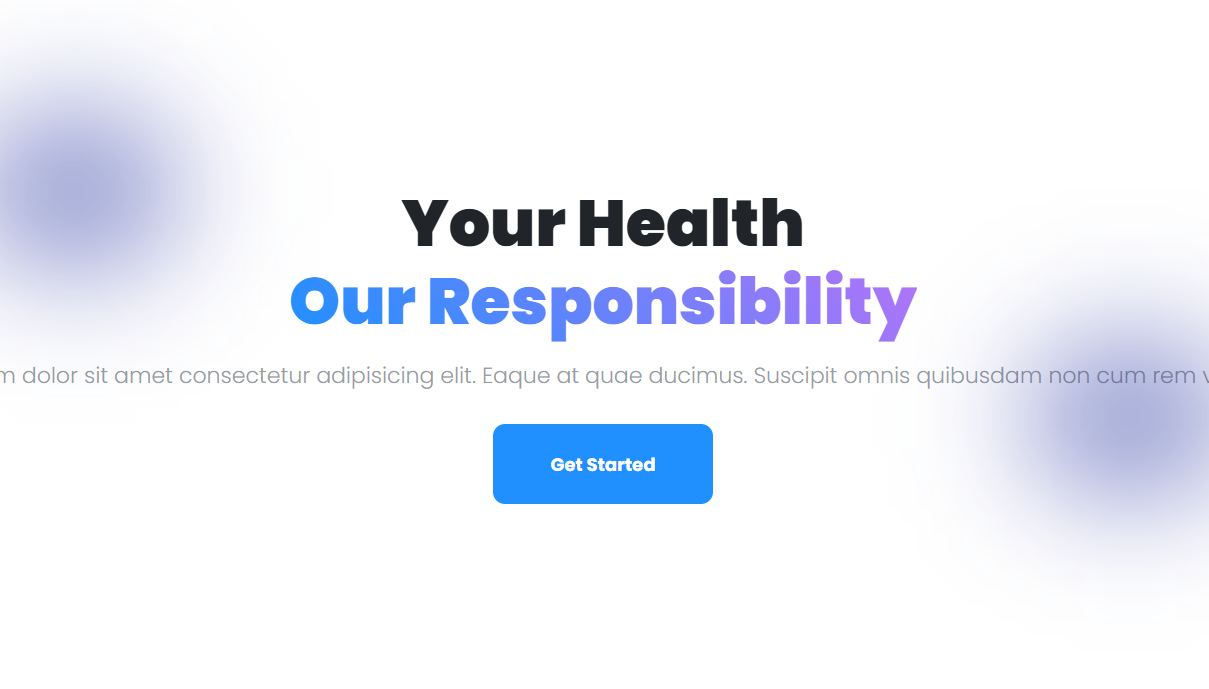 Your Health
Our Responsibility
dolor sit amet consectetur adipisicing elit. Eaque at quae ducimus. Suscipit omnis quibusdam non cum rem
Get Started